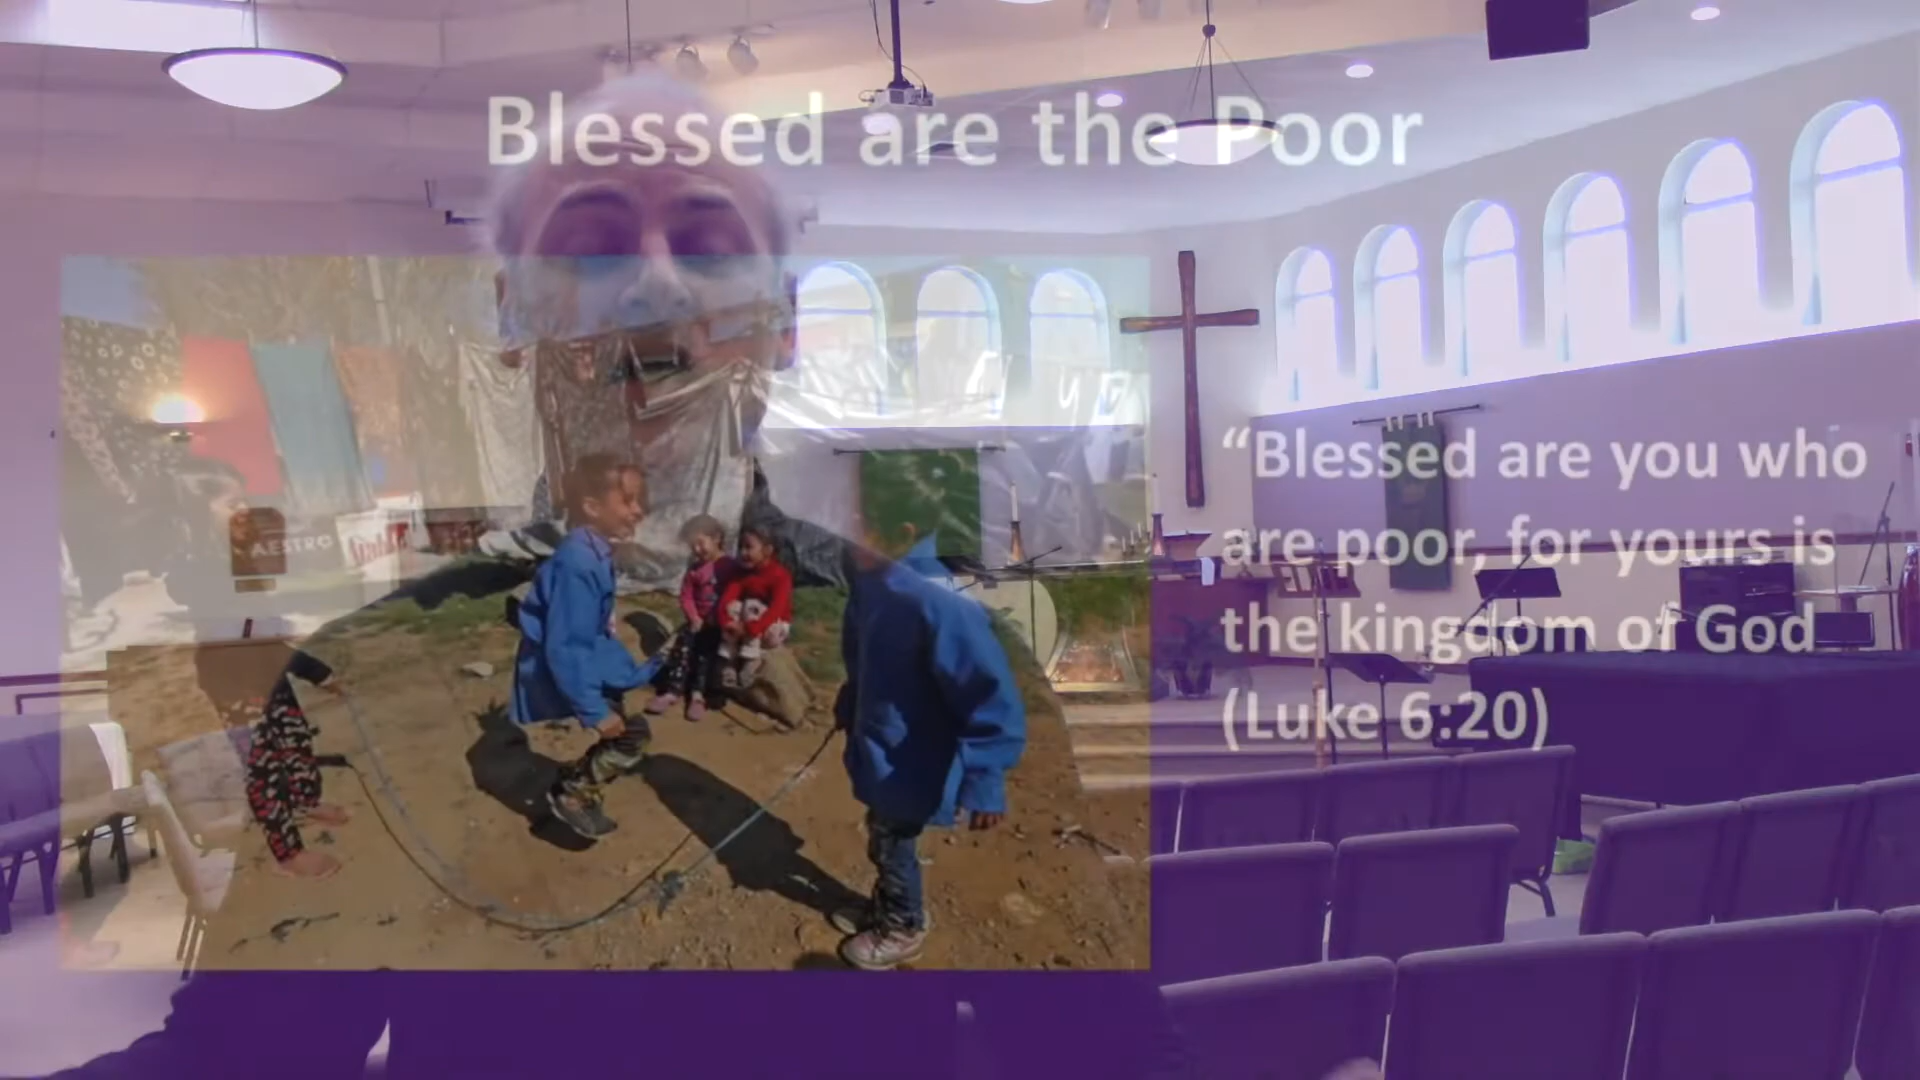 Blessed are the Poor
“Blessed are you who
are poor, for yours is
the kingdom of God
(Luke 6:20)
AESTRO